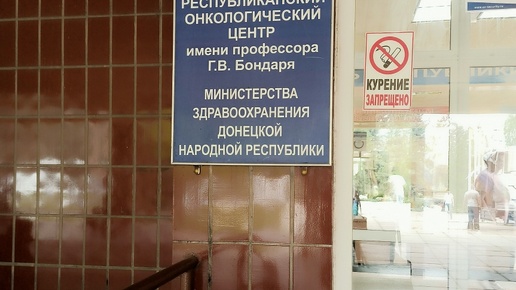 РЕСПУБЛИКАНСКИЙ
ОНКОЛОГИЧЕСКИЙ
ЦЕНТР
имени профессора
Г.В. Бондаря
МИНИСТЕРСТВА
ЗДРАВООХРАНЕНИЯ
ДОНЕЦКОЙ
НАРОДНОЙ РЕСПУБЛИКИ
КУРЕНИЕ
ЗАПРЕЩЕНО